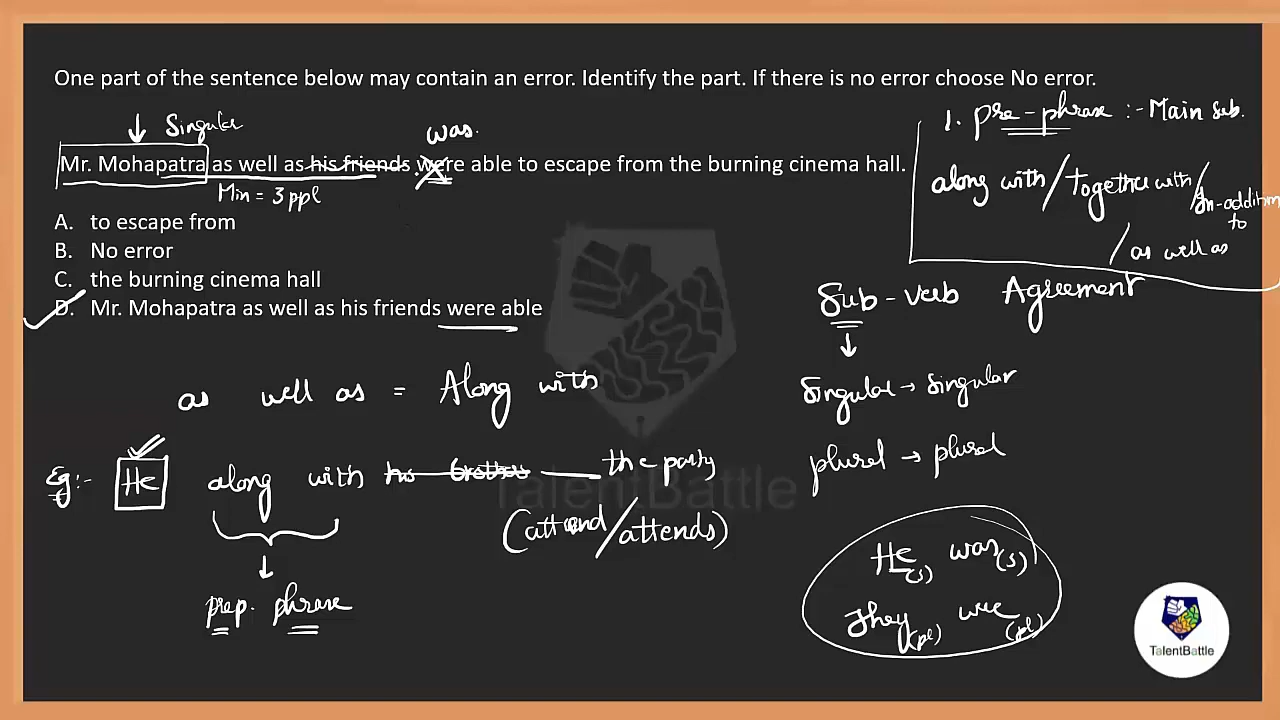 One part of the sentence below may contain an error. Identify the part. If there is no error choose No error.
1. Pre-phrase :- Main sub.
Singular
was.
Mr. Mohapatra as well as his friends were able to escape from the burning cinema hall.
along with/Together with/
In-addition
to
Min = 3 ppl
/ as well as
A. to escape from
B. No error
C. the burning cinema hall
D. Mr. Mohapatra as well as his friends were able
Sub-verb Agreement
Singular → Singular
as well as = Along with
plural → plural
Eg:- He along with his brothers the party
(attend/attends)
TalentBattle
He(s) was(s)
They(pl) were(pl)
prep. phrase
TalentBattle